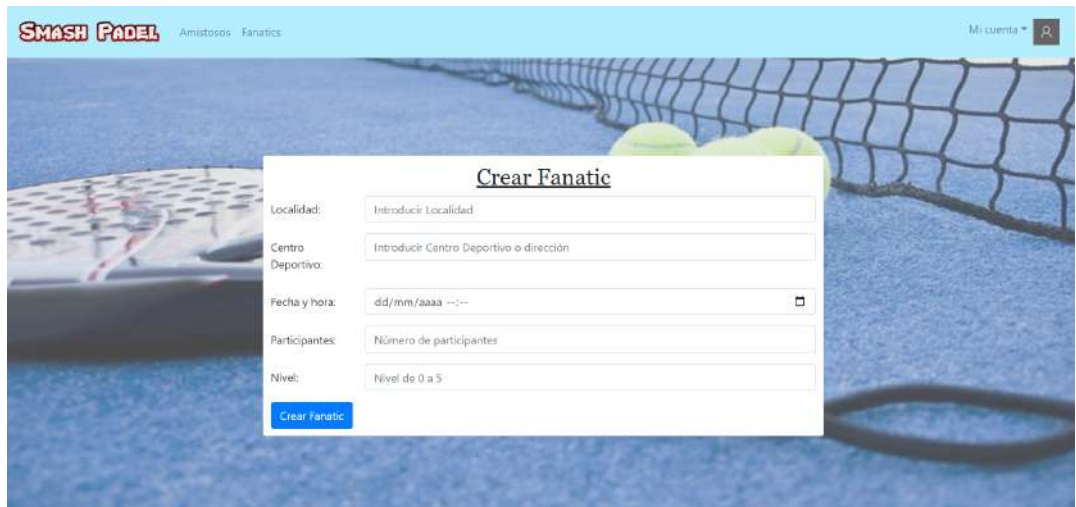 SMASH PADEL Amistosos Fanatics Mi cuenta
Crear Fanatic
Localidad: Introducir Localidad
Centro Deportivo: Introducir Centro Deportivo o dirección
Fecha y hora: dd/mm/aaaa --:--
Participantes: Número de participantes
Nivel: Nivel de 0 a 5
Crear Fanatic